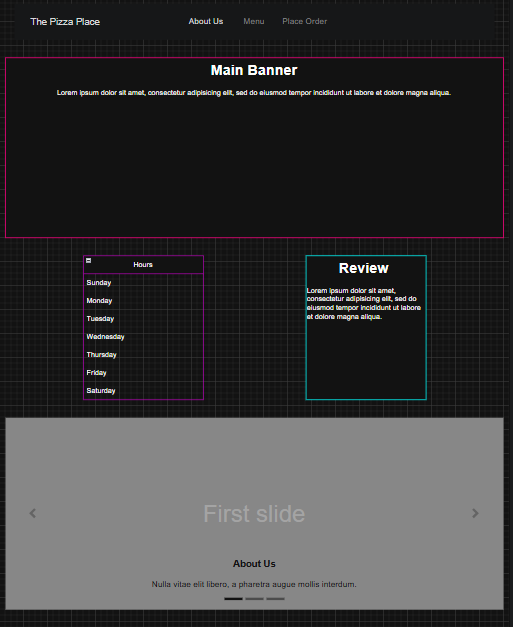 The Pizza Place About Us Menu Place Order
Main Banner
Lorem ipsum dolor sit amet, consectetur adipisicing elit, sed do eiusmod tempor incididunt ut labore et dolore magna aliqua.
Hours
Sunday
Monday
Tuesday
Wednesday
Thursday
Friday
Saturday
Review
Lorem ipsum dolor sit amet,
consectetur adipisicing elit, sed do
eiusmod tempor incididunt ut labore
et dolore magna aliqua.
First slide
About Us
Nulla vitae elit libero, a pharetra augue mollis interdum.